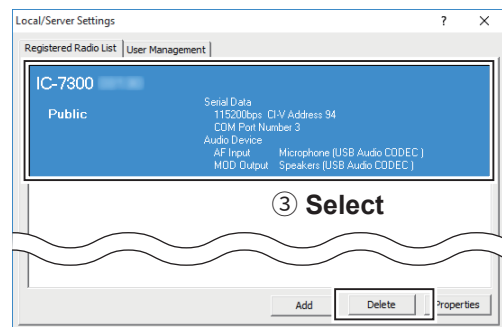 Local/Server Settings ? ×
Registered Radio List User Management
IC-7300
Public
Serial Data
115200bps CI-V Address 94
COM Port Number 3
Audio Device
AF Input Microphone (USB Audio CODEC )
MOD Output Speakers (USB Audio CODEC )
③ Select
Add Delete Properties